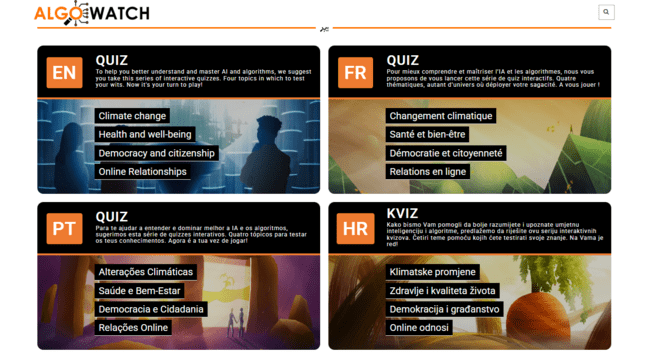 ALGOWATCH
EN
QUIZ
To help you better understand and master AI and algorithms, we suggest
you take this series of interactive quizzes. Four topics in which to test
your wits. Now it's your turn to play!
Climate change
Health and well-being
Democracy and citizenship
Online Relationships
FR
QUIZ
Pour mieux comprendre et maîtriser l'IA et les algorithmes, nous vous
proposons de vous lancer cette série de quiz interactifs. Quatre
thématiques, autant d'univers où déployer votre sagacité. A vous jouer !
Changement climatique
Santé et bien-être
Démocratie et citoyenneté
Relations en ligne
PT
QUIZ
Para te ajudar a entender e dominar melhor a IA e os algoritmos,
sugerimos esta série de quizzes interativos. Quatro tópicos para testar
os teus conhecimentos. Agora é a tua vez de jogar!
Alterações Climáticas
Saúde e Bem-Estar
Democracia e Cidadania
Relações Online
HR
KVIZ
Kako bismo Vam pomogli da bolje razumijete i upoznate umjetnu
inteligenciju i algoritme, predlažemo da riješite ovu seriju interaktivnih
kvizova. Četiri teme pomoću kojih ćete testirati svoje znanje. Na Vama je
red!
Klimatske promjene
Zdravlje i kvaliteta života
Demokracija i građanstvo
Online odnosi